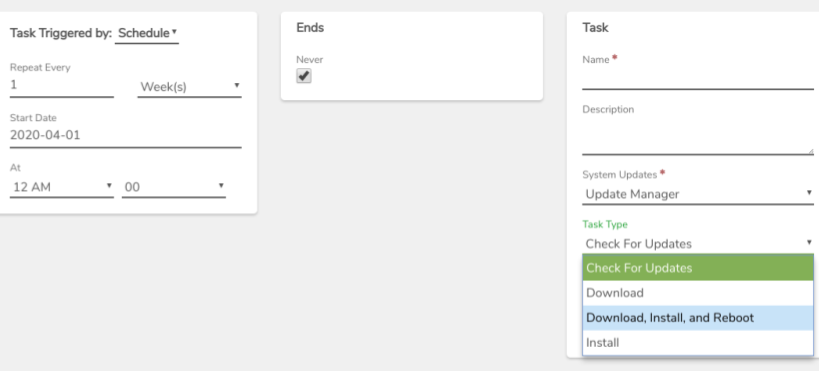 Task Triggered by: Schedule
Repeat Every
1 Week(s)
Start Date
2020-04-01
At
12 AM 00
Ends
Never
Task
Name *
Description
System Updates *
Update Manager
Task Type
Check For Updates
Check For Updates
Download
Download, Install, and Reboot
Install